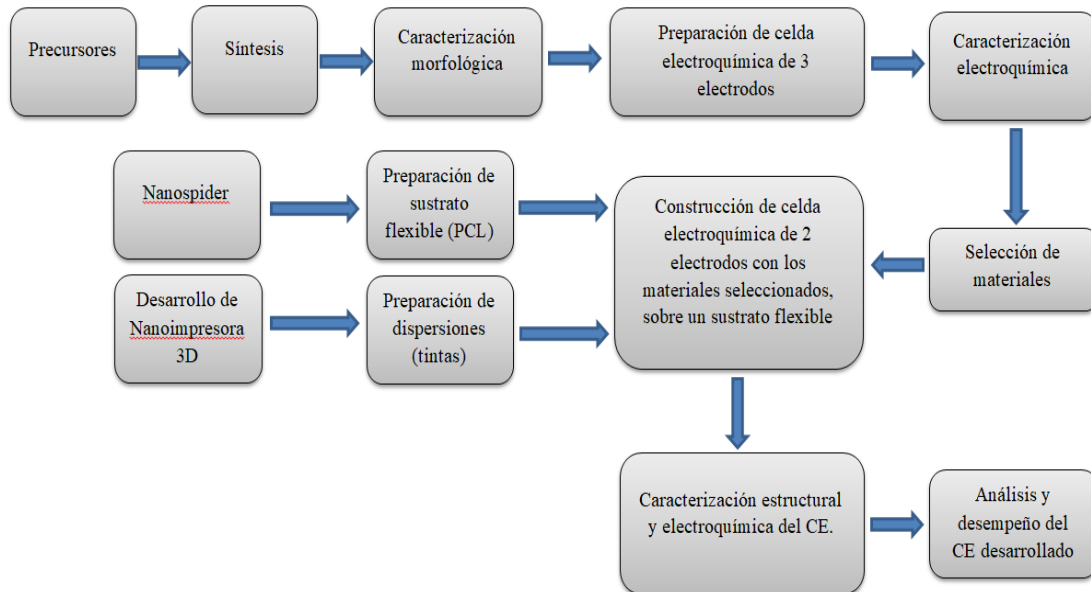 Precursores
Síntesis
Caracterización
morfológica
Preparación de celda
electroquímica de 3
electrodos
Caracterización
electroquímica
Nanospider
Preparación de
sustrato
flexible (PCL)
Construcción de celda
electroquímica de 2
electrodos con los
materiales seleccionados,
sobre un sustrato flexible
Selección de
materiales
Desarrollo de
Nanoimpresora
3D
Preparación de
dispersiones
(tintas)
Caracterización estructural
y electroquímica del CE.
Análisis y
desempeño del
CE desarrollado